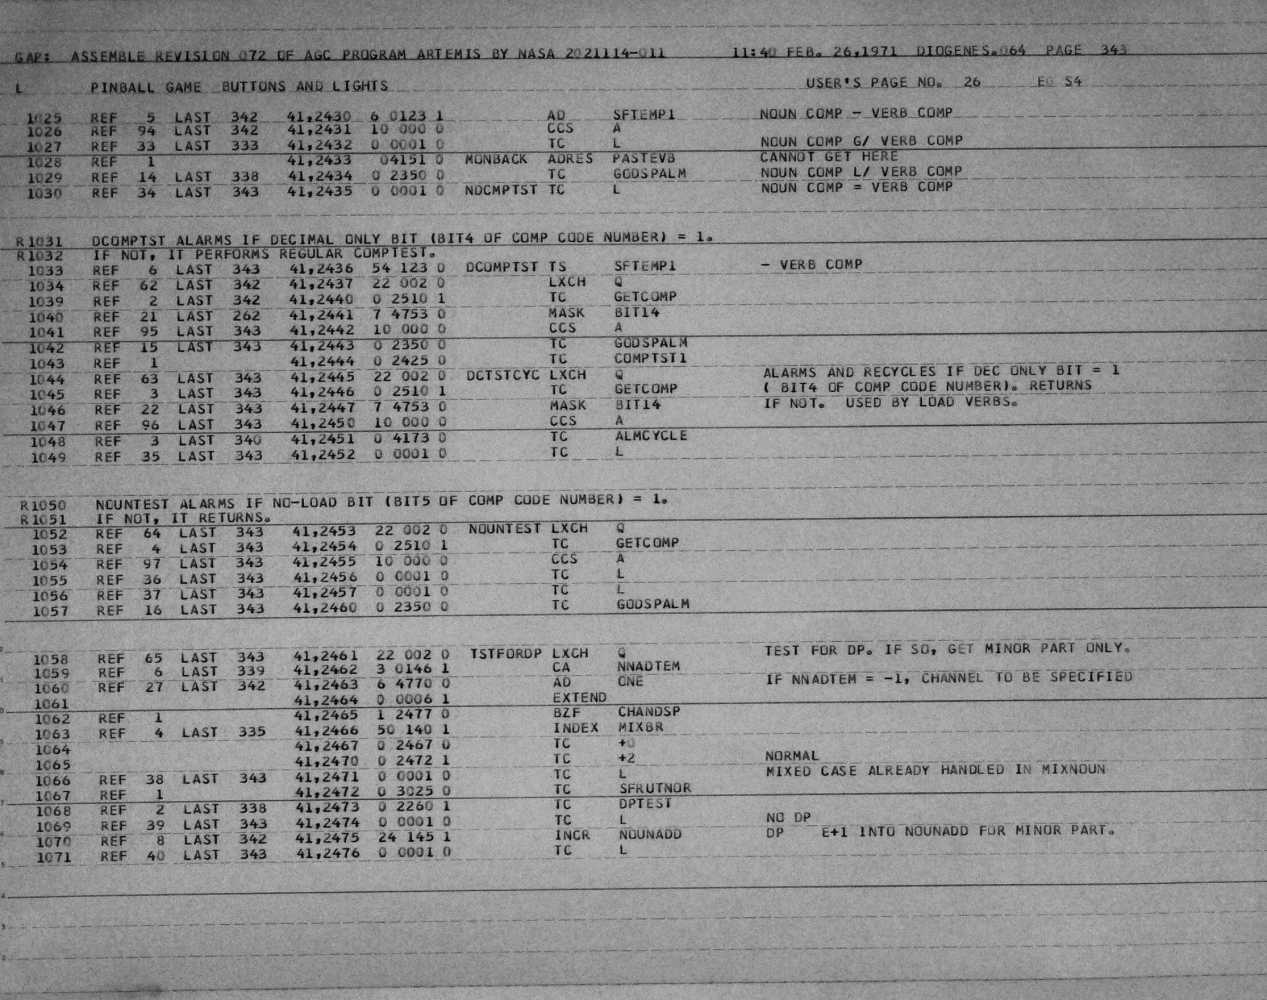 GAP: ASSEMBLE REVISION 072 OF AGC PROGRAM ARTEMIS BY NASA 2021114-011 11:40 FEB. 26,1971 DIOGENES.064 PAGE 343
L PINBALL GAME BUTTONS AND LIGHTS USER'S PAGE NO. 26 E0 S4
1025 REF 5 LAST 342 41,2430 6 0123 1 AD SFTEMP1 NOUN COMP - VERB COMP
1026 REF 94 LAST 342 41,2431 10 000 0 CCS A
1027 REF 33 LAST 333 41,2432 0 0001 0 TC L NOUN COMP G/ VERB COMP
1028 REF 1 41,2433 04151 0 MONBACK ADRES PASTEVB CANNOT GET HERE
1029 REF 14 LAST 338 41,2434 0 2350 0 TC GODSPALM NOUN COMP L/ VERB COMP
1030 REF 34 LAST 343 41,2435 0 0001 0 NDCMPTST TC L NOUN COMP = VERB COMP
R1031 DCOMPTST ALARMS IF DECIMAL ONLY BIT (BIT4 OF COMP CODE NUMBER) = 1.
R1032 IF NOT, IT PERFORMS REGULAR COMPTEST.
1033 REF 6 LAST 343 41,2436 54 123 0 DCOMPTST TS SFTEMP1 - VERB COMP
1034 REF 62 LAST 342 41,2437 22 002 0 LXCH Q
1039 REF 2 LAST 342 41,2440 0 2510 1 TC GETCOMP
1040 REF 21 LAST 262 41,2441 7 4753 0 MASK BIT14
1041 REF 95 LAST 343 41,2442 10 000 0 CCS A
1042 REF 15 LAST 343 41,2443 0 2350 0 TC GODSPALM
1043 REF 1 41,2444 0 2425 0 TC COMPTST1
1044 REF 63 LAST 343 41,2445 22 002 0 DCTSTCYC LXCH Q ALARMS AND RECYCLES IF DEC ONLY BIT = 1
1045 REF 3 LAST 343 41,2446 0 2510 1 TC GETCOMP ( BIT4 OF COMP CODE NUMBER). RETURNS
1046 REF 22 LAST 343 41,2447 7 4753 0 MASK BIT14 IF NOT. USED BY LOAD VERBS.
1047 REF 96 LAST 343 41,2450 10 000 0 CCS A
1048 REF 3 LAST 340 41,2451 0 4173 0 TC ALMCYCLE
1049 REF 35 LAST 343 41,2452 0 0001 0 TC L
R1050 NOUNTEST ALARMS IF NO-LOAD BIT (BIT5 OF COMP CODE NUMBER) = 1.
R1051 IF NOT, IT RETURNS.
1052 REF 64 LAST 343 41,2453 22 002 0 NOUNTEST LXCH Q
1053 REF 4 LAST 343 41,2454 0 2510 1 TC GETCOMP
1054 REF 97 LAST 343 41,2455 10 000 0 CCS A
1055 REF 36 LAST 343 41,2456 0 0001 0 TC L
1056 REF 37 LAST 343 41,2457 0 0001 0 TC L
1057 REF 16 LAST 343 41,2460 0 2350 0 TC GODSPALM
1058 REF 65 LAST 343 41,2461 22 002 0 TSTFORDP LXCH Q TEST FOR DP. IF SO, GET MINOR PART ONLY.
1059 REF 6 LAST 339 41,2462 3 0146 1 CA NNADTEM
1060 REF 27 LAST 342 41,2463 6 4770 0 AD ONE IF NNADTEM = -1, CHANNEL TO BE SPECIFIED
1061 41,2464 0 0006 1 EXTEND
1062 REF 1 41,2465 1 2477 0 BZF CHANDSP
1063 REF 4 LAST 335 41,2466 50 140 1 INDEX MIXBR
1064 41,2467 0 2467 0 TC +0
1065 41,2470 0 2472 1 TC +2 NORMAL
1066 REF 38 LAST 343 41,2471 0 0001 0 TC L MIXED CASE ALREADY HANDLED IN MIXNOUN
1067 REF 1 41,2472 0 3025 0 TC SFRUTNOR
1068 REF 2 LAST 338 41,2473 0 2260 1 TC DPTEST
1069 REF 39 LAST 343 41,2474 0 0001 0 TC L NO DP
1070 REF 8 LAST 342 41,2475 24 145 1 INCR NOUNADD DP E+1 INTO NOUNADD FOR MINOR PART.
1071 REF 40 LAST 343 41,2476 0 0001 0 TC L